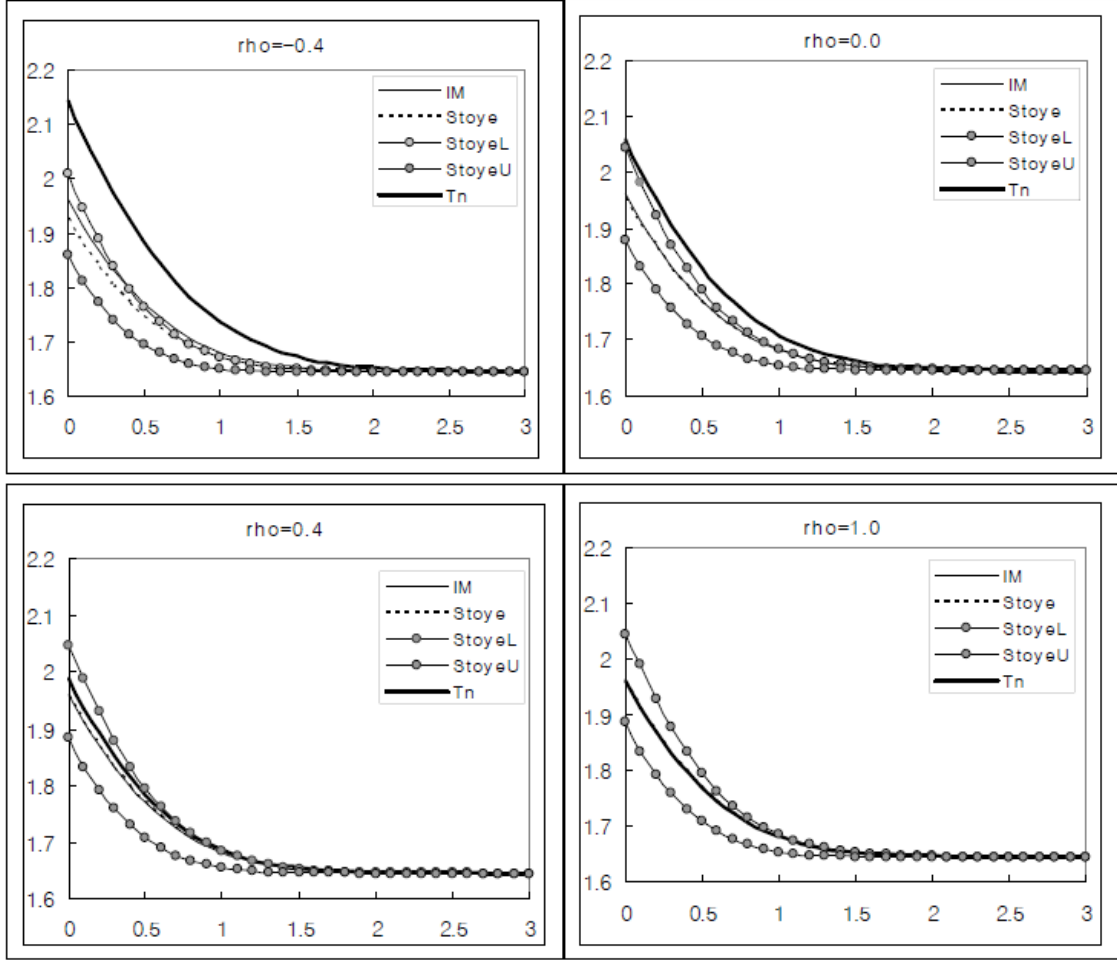 rho=−0.4
2.2
2.1
2
1.9
1.8
1.7
1.6
0 0.5 1 1.5 2 2.5 3
IM
Stoye
StoyeL
StoyeU
Tn
rho=0.0
2.2
2.1
2
1.9
1.8
1.7
1.6
0 0.5 1 1.5 2 2.5 3
IM
Stoye
StoyeL
StoyeU
Tn
rho=0.4
2.2
2.1
2
1.9
1.8
1.7
1.6
0 0.5 1 1.5 2 2.5 3
IM
Stoye
StoyeL
StoyeU
Tn
rho=1.0
2.2
2.1
2
1.9
1.8
1.7
1.6
0 0.5 1 1.5 2 2.5 3
IM
Stoye
StoyeL
StoyeU
Tn